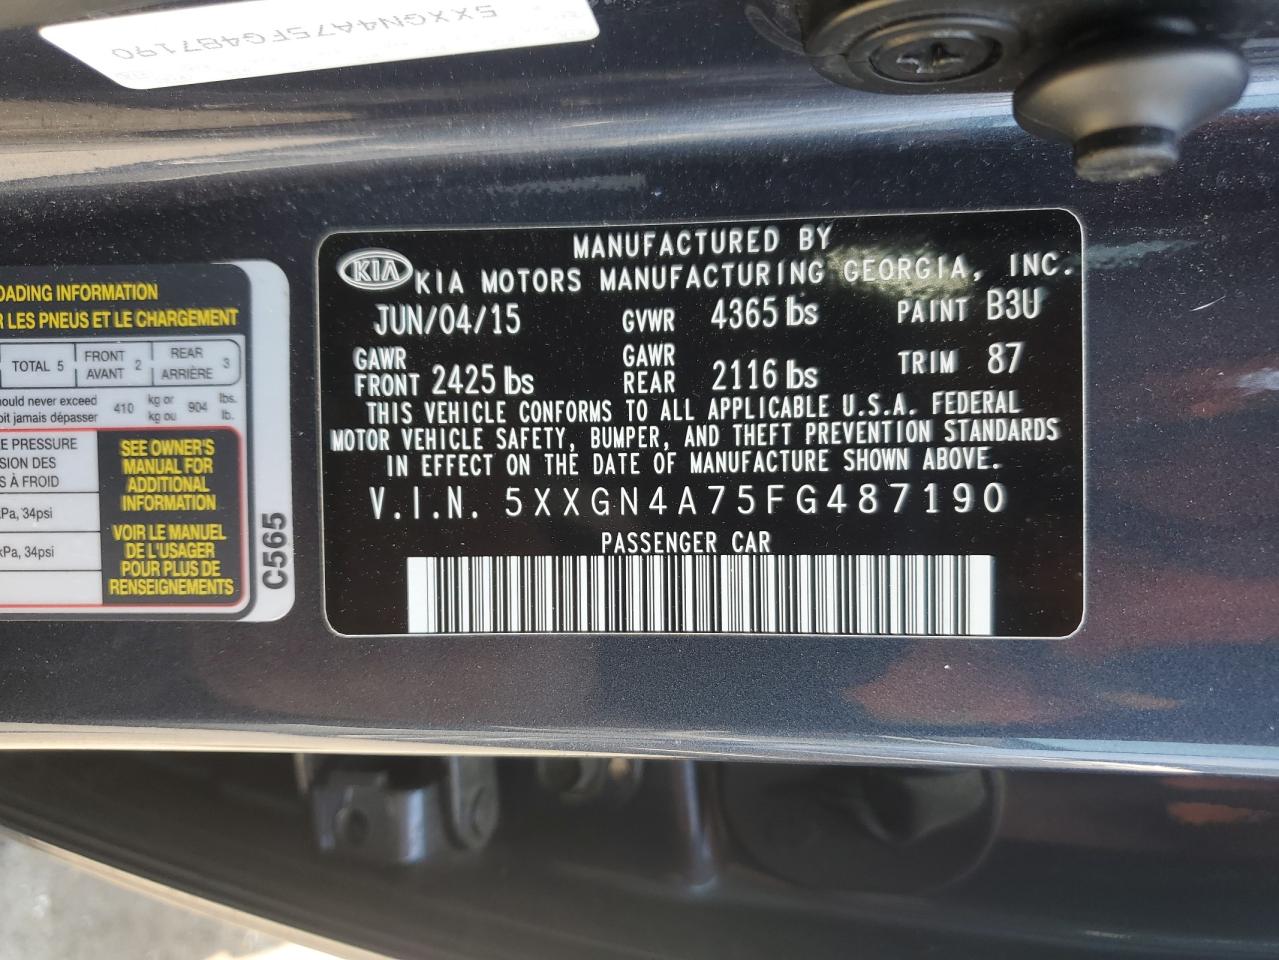 5XXGN4A75FG487190
MANUFACTURED BY
KIA
KIA MOTORS MANUFACTURING GEORGIA, INC.
JUN/04/15 GVWR 4365 lbs PAINT B3U
GAWR FRONT 2425 lbs GAWR REAR 2116 lbs TRIM 87
THIS VEHICLE CONFORMS TO ALL APPLICABLE U.S.A. FEDERAL
MOTOR VEHICLE SAFETY, BUMPER, AND THEFT PREVENTION STANDARDS
IN EFFECT ON THE DATE OF MANUFACTURE SHOWN ABOVE.
V.I.N. 5XXGN4A75FG487190
PASSENGER CAR
OADING INFORMATION
R LES PNEUS ET LE CHARGEMENT
TOTAL 5 FRONT AVANT 2 REAR ARRIÈRE 3
hould never exceed
oit jamais dépasser
410 kg or kg ou 904 lbs. lb.
E PRESSURE
SION DES
S À FROID
kPa, 34psi
kPa, 34psi
SEE OWNER'S
MANUAL FOR
ADDITIONAL
INFORMATION
VOIR LE MANUEL
DE L'USAGER
POUR PLUS DE
RENSEIGNEMENTS
C565